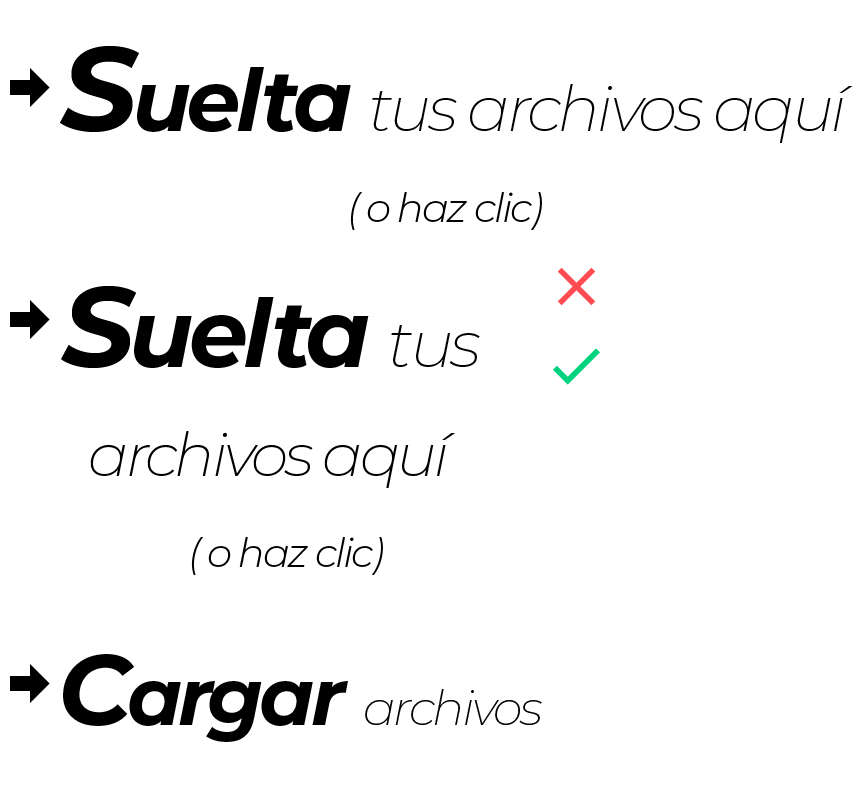 Suelta tus archivos aquí
( o haz clic)
Suelta tus
archivos aquí
( o haz clic)
Cargar archivos